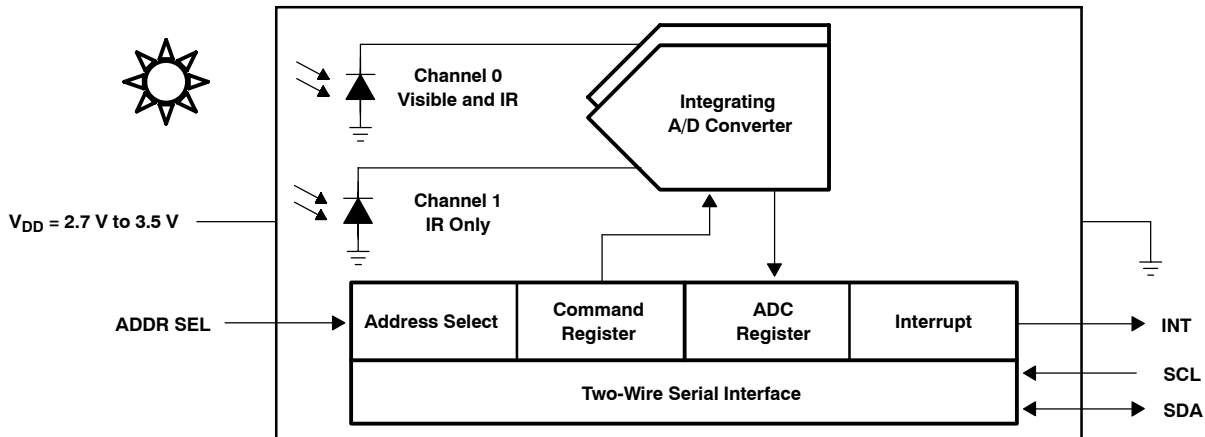 Channel 0
Visible and IR
Integrating
A/D Converter
Channel 1
IR Only
VDD = 2.7 V to 3.5 V
ADDR SEL
Address Select
Command
Register
ADC
Register
Interrupt
INT
Two-Wire Serial Interface
SCL
SDA